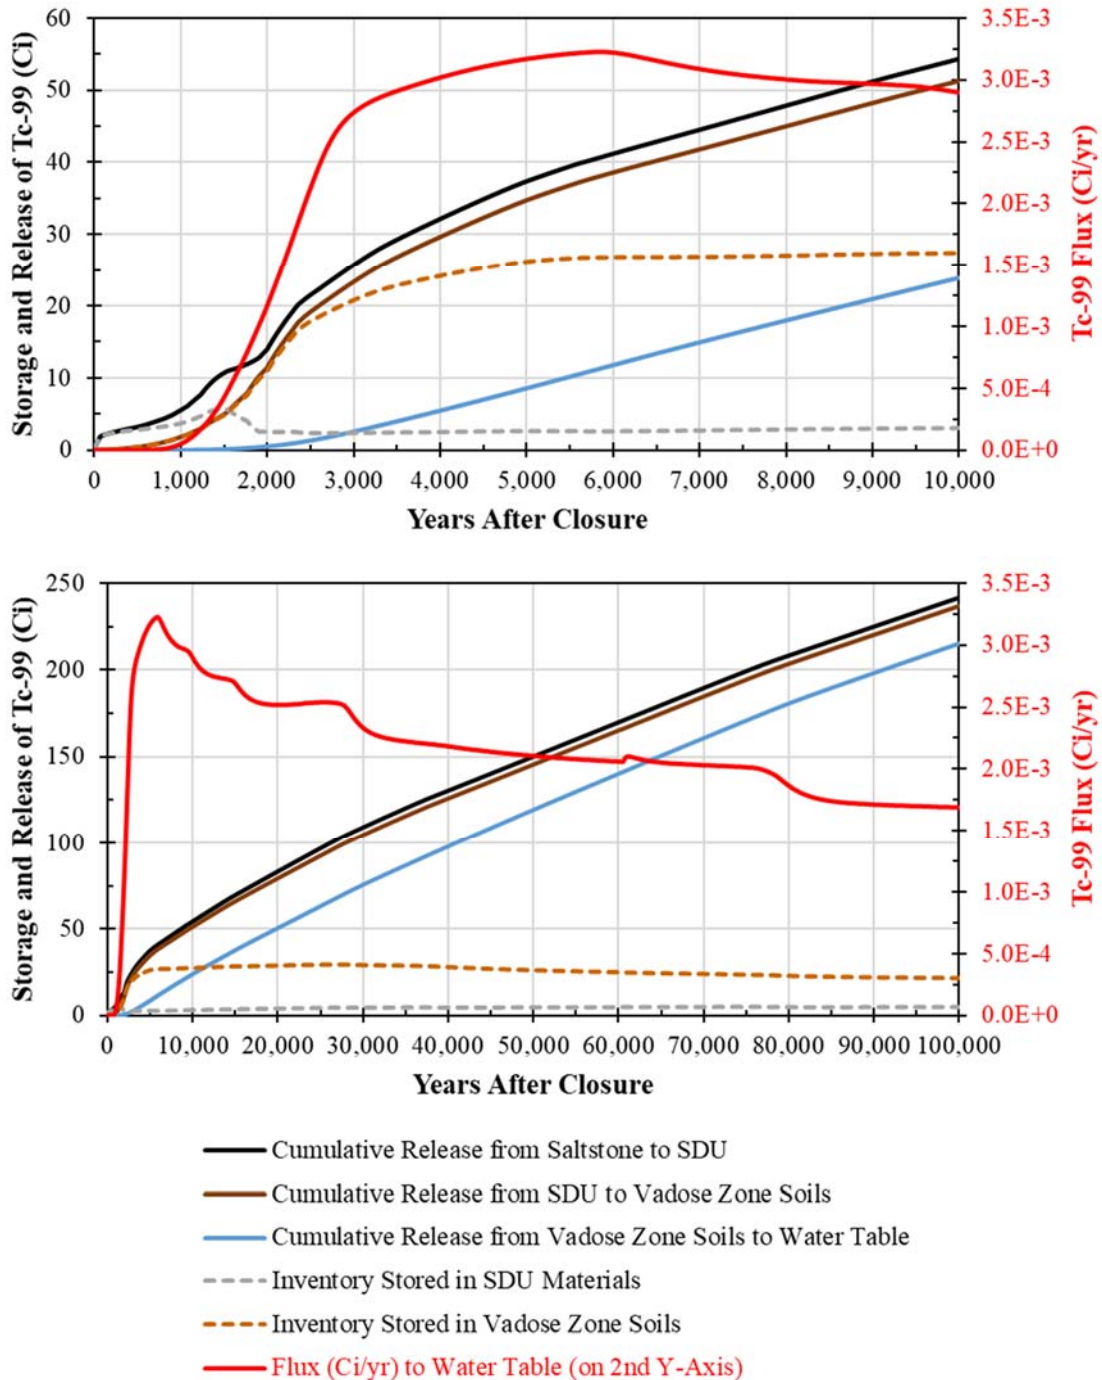 Storage and Release of Tc-99 (Ci)
60
50
40
30
20
10
0
3.5E-3
3.0E-3
2.5E-3
2.0E-3
1.5E-3
1.0E-3
5.0E-4
0.0E+0
Tc-99 Flux (Ci/yr)
0 1,000 2,000 3,000 4,000 5,000 6,000 7,000 8,000 9,000 10,000
Years After Closure
Storage and Release of Tc-99 (Ci)
250
200
150
100
50
0
3.5E-3
3.0E-3
2.5E-3
2.0E-3
1.5E-3
1.0E-3
5.0E-4
0.0E+0
Tc-99 Flux (Ci/yr)
0 10,000 20,000 30,000 40,000 50,000 60,000 70,000 80,000 90,000 100,000
Years After Closure
Cumulative Release from Saltstone to SDU
Cumulative Release from SDU to Vadose Zone Soils
Cumulative Release from Vadose Zone Soils to Water Table
Inventory Stored in SDU Materials
Inventory Stored in Vadose Zone Soils
Flux (Ci/yr) to Water Table (on 2nd Y-Axis)